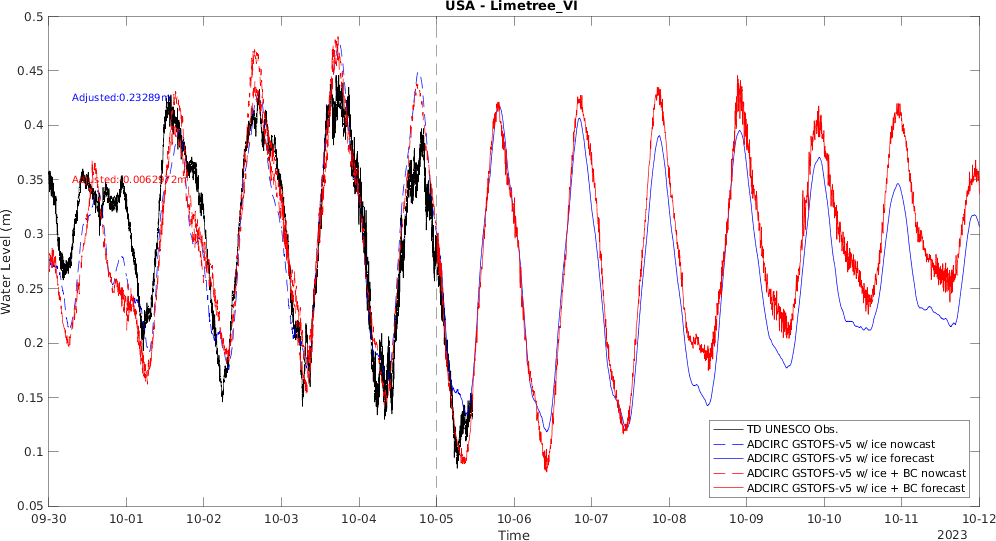 USA - Limetree_VI
0.5
0.45
0.4
0.35
0.3
0.25
0.2
0.15
0.1
0.05
Water Level (m)
Adjusted:0.23289m
Adjusted:-0.0062972m
TD UNESCO Obs.
ADCIRC GSTOFS-v5 w/ ice nowcast
ADCIRC GSTOFS-v5 w/ ice forecast
ADCIRC GSTOFS-v5 w/ ice + BC nowcast
ADCIRC GSTOFS-v5 w/ ice + BC forecast
09-30 10-01 10-02 10-03 10-04 10-05 10-06 10-07 10-08 10-09 10-10 10-11 10-12
Time
2023